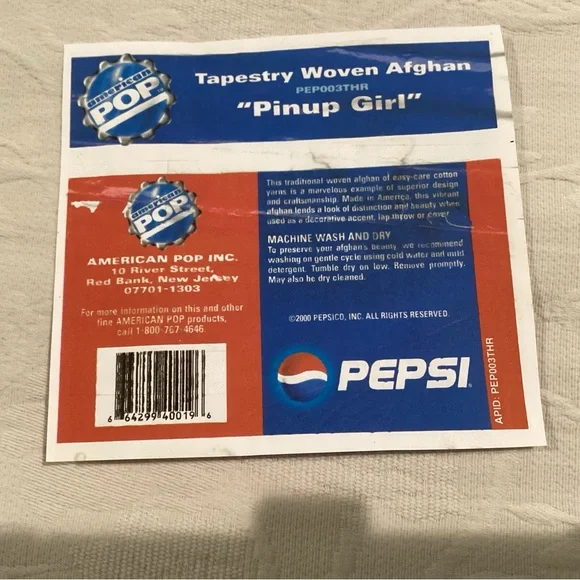 american
POP
Tapestry Woven Afghan
PEP003THR
"Pinup Girl"
american
POP
AMERICAN POP INC.
10 River Street,
Red Bank, New Jersey
07701-1303
For more information on this and other
fine AMERICAN POP products,
call 1-800-767-4646.
6 64299 40019 6
This traditional woven afghan of easy-care cotton
yarns is a marvelous example of superior design
and craftsmanship. Made in America, this vibrant
afghan lends a look of distinction and beauty when
used as a decorative accent, lap throw or cover.
MACHINE WASH AND DRY
To preserve your afghan's beauty, we recommend
washing on gentle cycle using cold water and mild
detergent. Tumble dry on low. Remove promptly.
May also be dry cleaned.
©2000 PEPSICO, INC. ALL RIGHTS RESERVED.
PEPSI
APID: PEP003THR